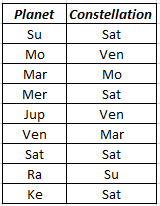 Planet Constellation
Su Sat
Mo Ven
Mar Mo
Mer Sat
Jup Ven
Ven Mar
Sat Sat
Ra Su
Ke Sat